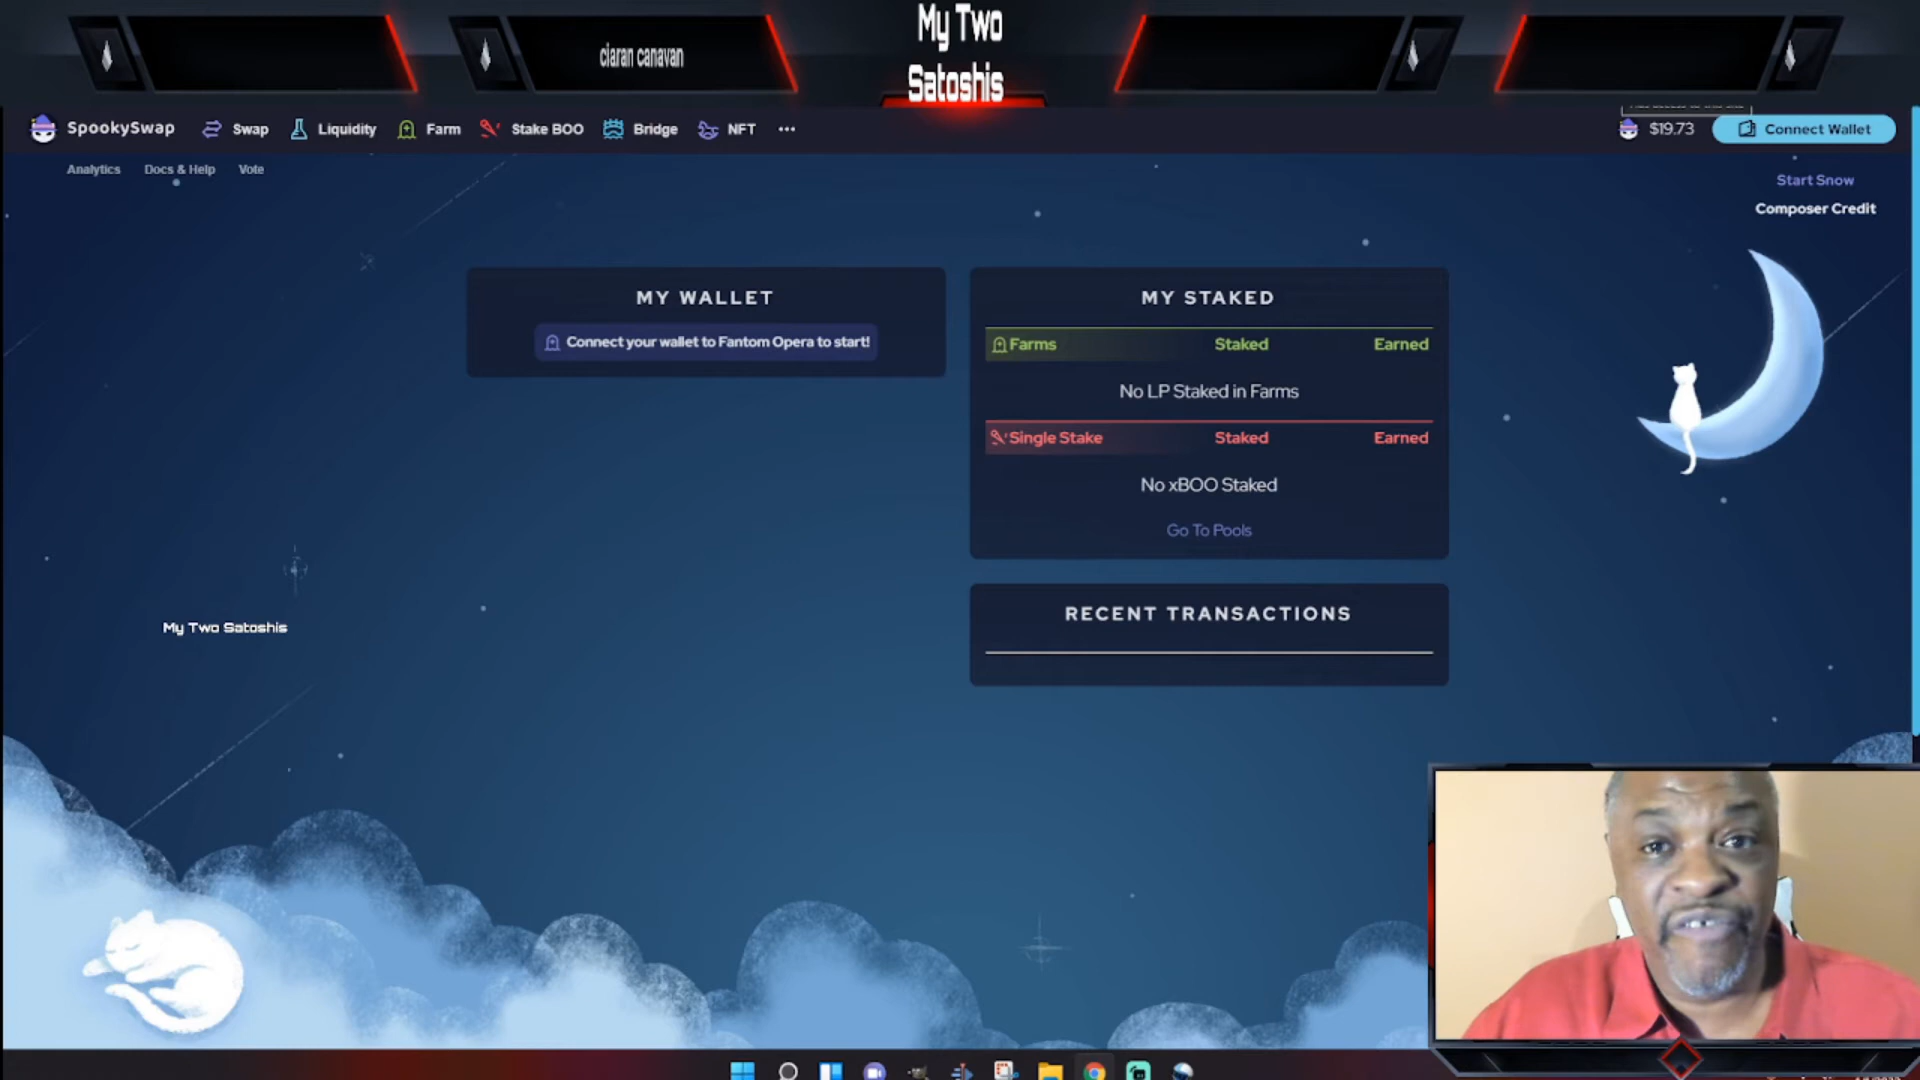 My Two
Satoshis
ciaran canavan
SpookySwap
Swap
Liquidity
Farm
Stake BOO
Bridge
NFT
$19.73
Connect Wallet
Analytics
Docs & Help
Vote
Start Snow
Composer Credit
MY WALLET
Connect your wallet to Fantom Opera to start!
MY STAKED
Farms Staked Earned
No LP Staked in Farms
Single Stake Staked Earned
No xBOO Staked
Go To Pools
RECENT TRANSACTIONS
My Two Satoshis